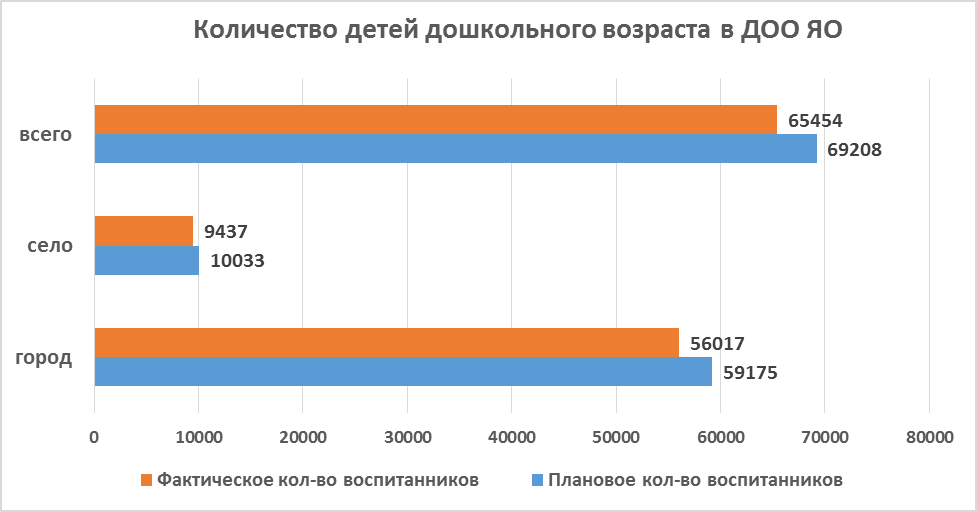 Количество детей дошкольного возраста в ДОО ЯО
всего
65454
69208
село
9437
10033
город
56017
59175
0 10000 20000 30000 40000 50000 60000 70000 80000
Фактическое кол-во воспитанников Плановое кол-во воспитанников